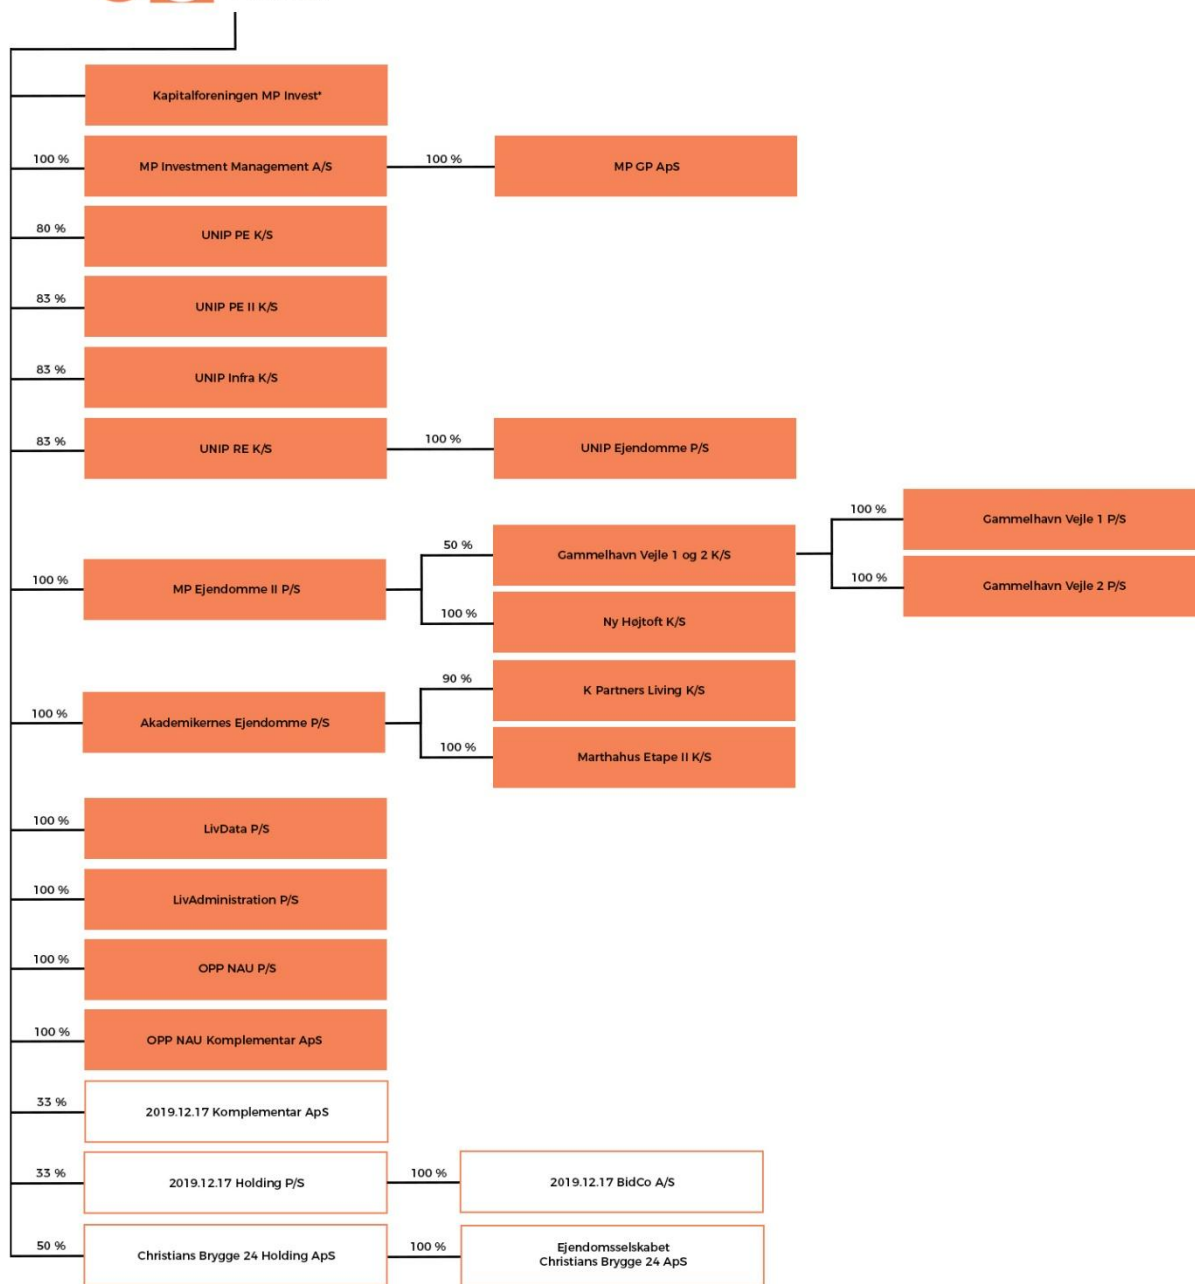 Kapitalforeningen MP Invest*
100 %
MP Investment Management A/S
100 %
MP GP ApS
80 %
UNIP PE K/S
83 %
UNIP PE II K/S
83 %
UNIP Infra K/S
83 %
UNIP RE K/S
100 %
UNIP Ejendomme P/S
100 %
MP Ejendomme II P/S
50 %
Gammelhavn Vejle 1 og 2 K/S
100 %
Gammelhavn Vejle 1 P/S
100 %
Gammelhavn Vejle 2 P/S
100 %
Ny Højtoft K/S
100 %
Akademikernes Ejendomme P/S
90 %
K Partners Living K/S
100 %
Marthahus Etape II K/S
100 %
LivData P/S
100 %
LivAdministration P/S
100 %
OPP NAU P/S
100 %
OPP NAU Komplementar ApS
33 %
2019.12.17 Komplementar ApS
33 %
2019.12.17 Holding P/S
100 %
2019.12.17 BidCo A/S
50 %
Christians Brygge 24 Holding ApS
100 %
Ejendomsselskabet
Christians Brygge 24 ApS